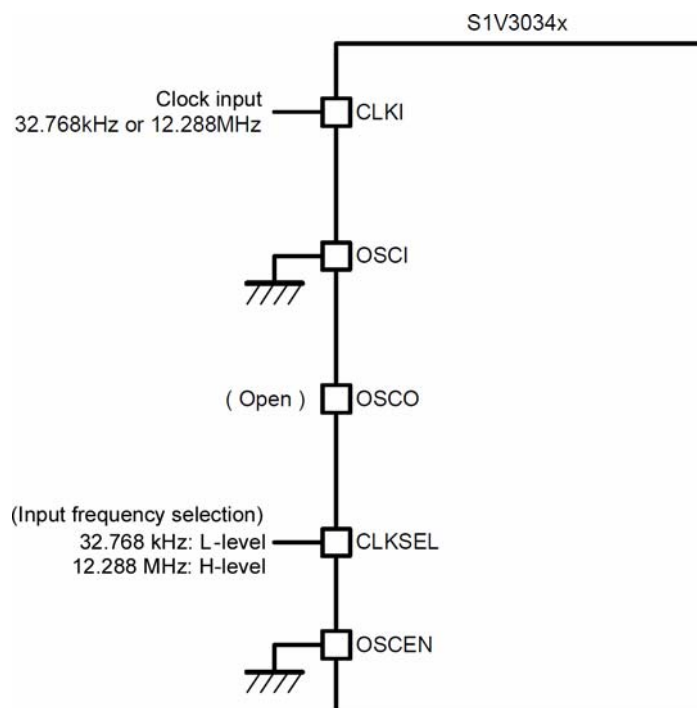 S1V3034x
Clock input
32.768kHz or 12.288MHz
CLKI
OSCI
( Open )
OSCO
(Input frequency selection)
32.768 kHz: L-level
12.288 MHz: H-level
CLKSEL
OSCEN